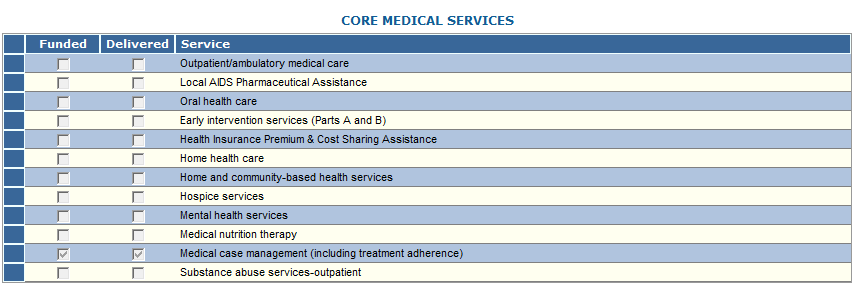 CORE MEDICAL SERVICES
Funded Delivered Service
Outpatient/ambulatory medical care
Local AIDS Pharmaceutical Assistance
Oral health care
Early intervention services (Parts A and B)
Health Insurance Premium & Cost Sharing Assistance
Home health care
Home and community-based health services
Hospice services
Mental health services
Medical nutrition therapy
Medical case management (including treatment adherence)
Substance abuse services-outpatient